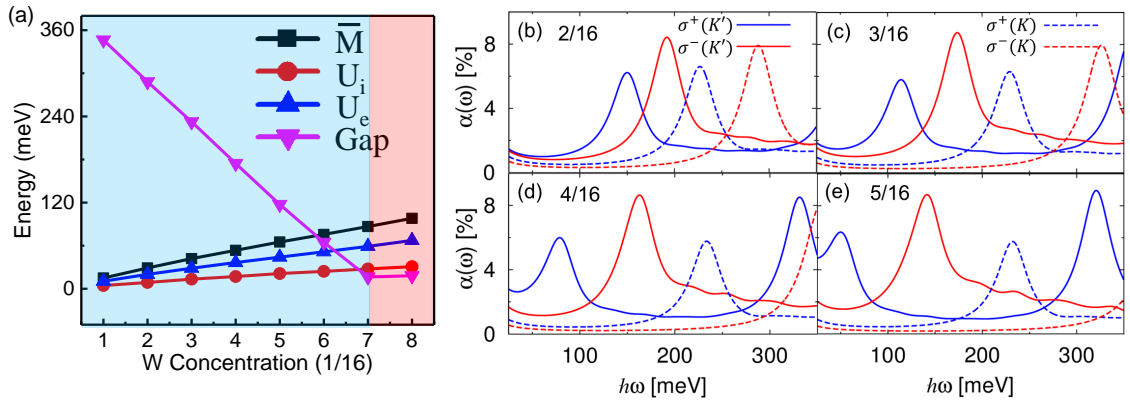 (a)
360
240
120
0
Energy (meV)
M̅
U_i
U_e
Gap
1 2 3 4 5 6 7 8
W Concentration (1/16)
(b) 2/16
σ⁺(K′)
σ⁻(K′)
8
4
0
α(ω) [%]
(c) 3/16
σ⁺(K)
σ⁻(K)
(d) 4/16
8
4
0
α(ω) [%]
100 200 300
ℎω [meV]
(e) 5/16
100 200 300
ℎω [meV]